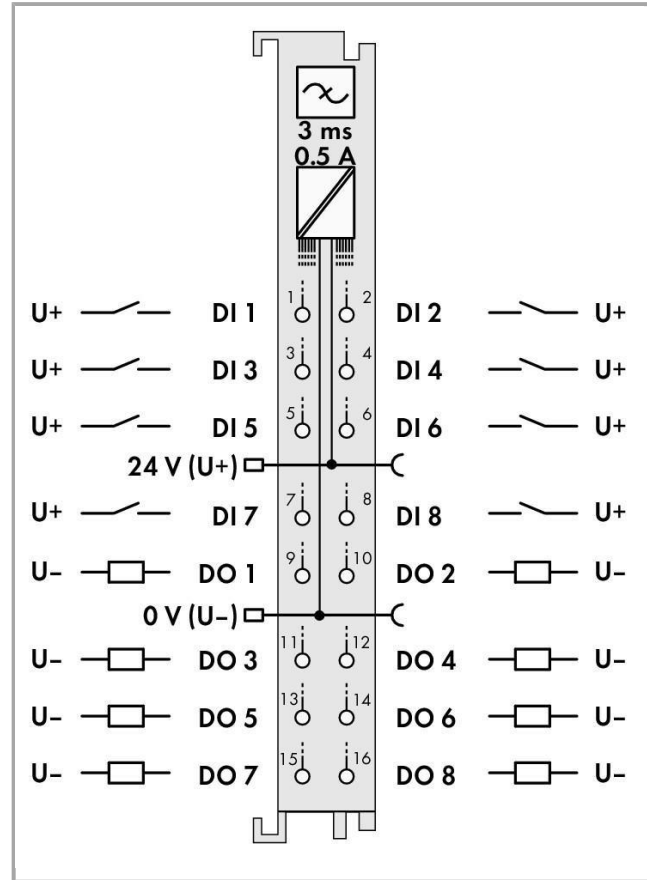 3 ms
0.5 A
1 2
U+ DI 1 DI 2 U+
3 4
U+ DI 3 DI 4 U+
5 6
U+ DI 5 DI 6 U+
24 V (U+)
7 8
U+ DI 7 DI 8 U+
9 10
U– DO 1 DO 2 U–
0 V (U–)
11 12
U– DO 3 DO 4 U–
13 14
U– DO 5 DO 6 U–
15 16
U– DO 7 DO 8 U–